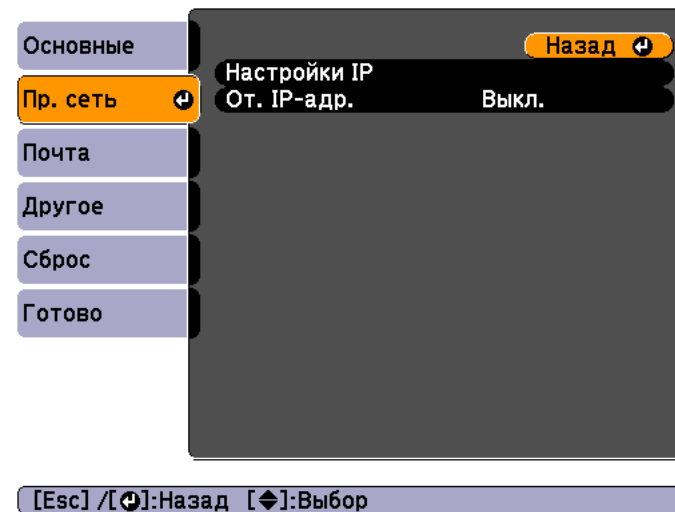 Основные
Назад
Настройки IP
Пр. сеть
От. IP-адр. Выкл.
Почта
Другое
Сброс
Готово
[Esc] /[⏎]:Назад [◆]:Выбор